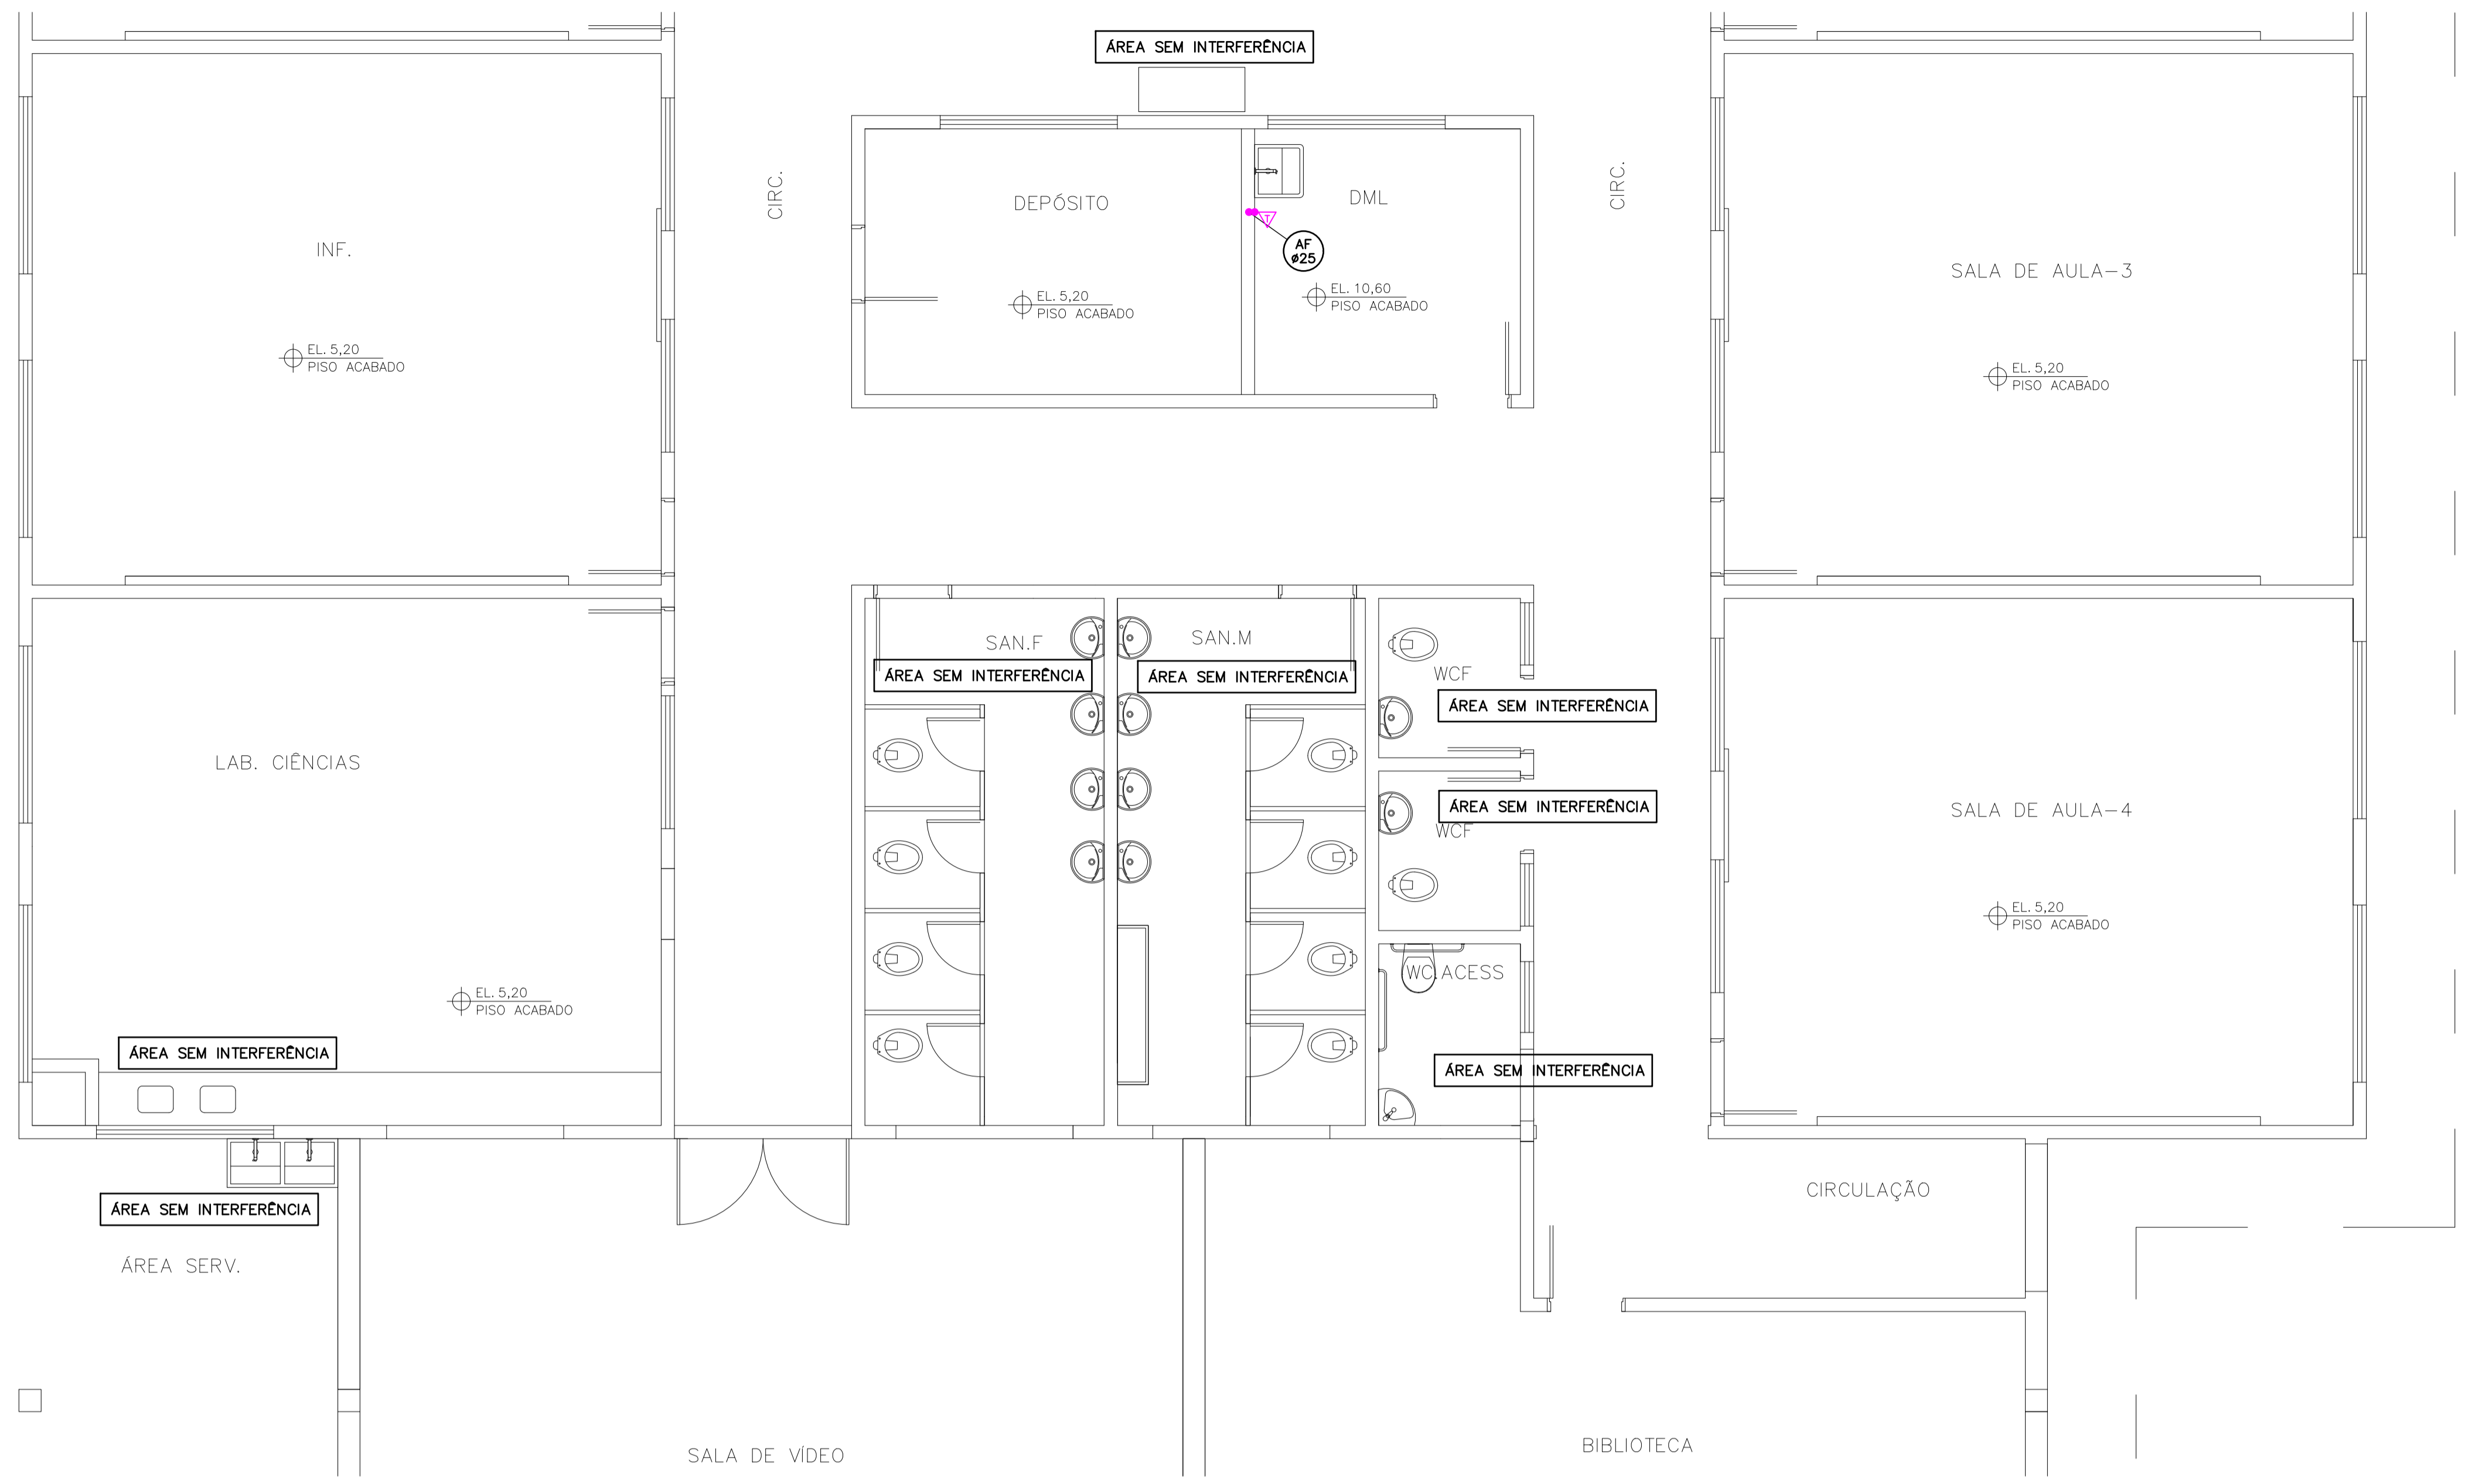 ÁREA SEM INTERFERÊNCIA
CIRC.
CIRC.
DEPÓSITO
DML
INF.
T
AF
ø25
SALA DE AULA-3
EL. 5,20
PISO ACABADO
EL. 10,60
PISO ACABADO
EL. 5,20
PISO ACABADO
EL. 5,20
PISO ACABADO
SAN.F
SAN.M
ÁREA SEM INTERFERÊNCIA
ÁREA SEM INTERFERÊNCIA
WCF
ÁREA SEM INTERFERÊNCIA
LAB. CIÊNCIAS
ÁREA SEM INTERFERÊNCIA
WCF
SALA DE AULA-4
EL. 5,20
PISO ACABADO
WC.ACESS
EL. 5,20
PISO ACABADO
ÁREA SEM INTERFERÊNCIA
ÁREA SEM INTERFERÊNCIA
CIRCULAÇÃO
ÁREA SEM INTERFERÊNCIA
ÁREA SERV.
SALA DE VÍDEO
BIBLIOTECA